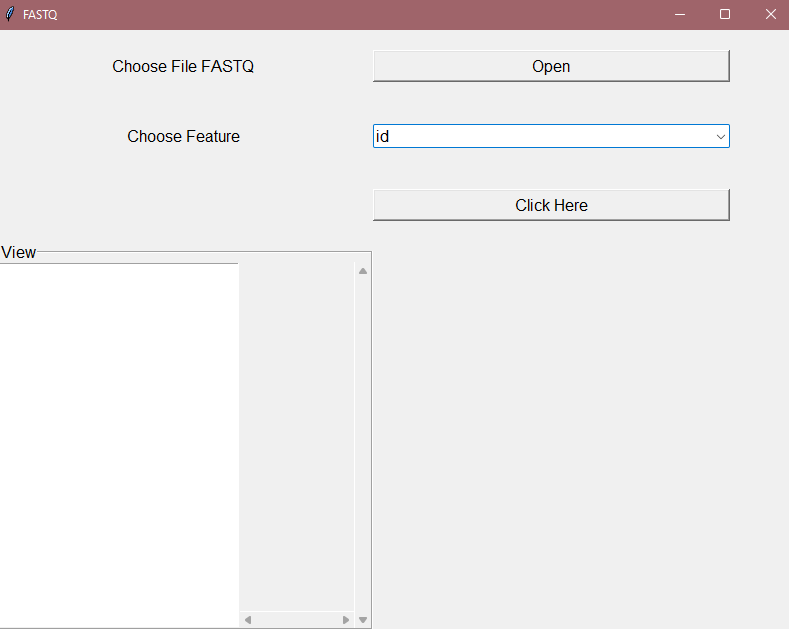 FASTQ
Choose File FASTQ
Open
Choose Feature
id
Click Here
View